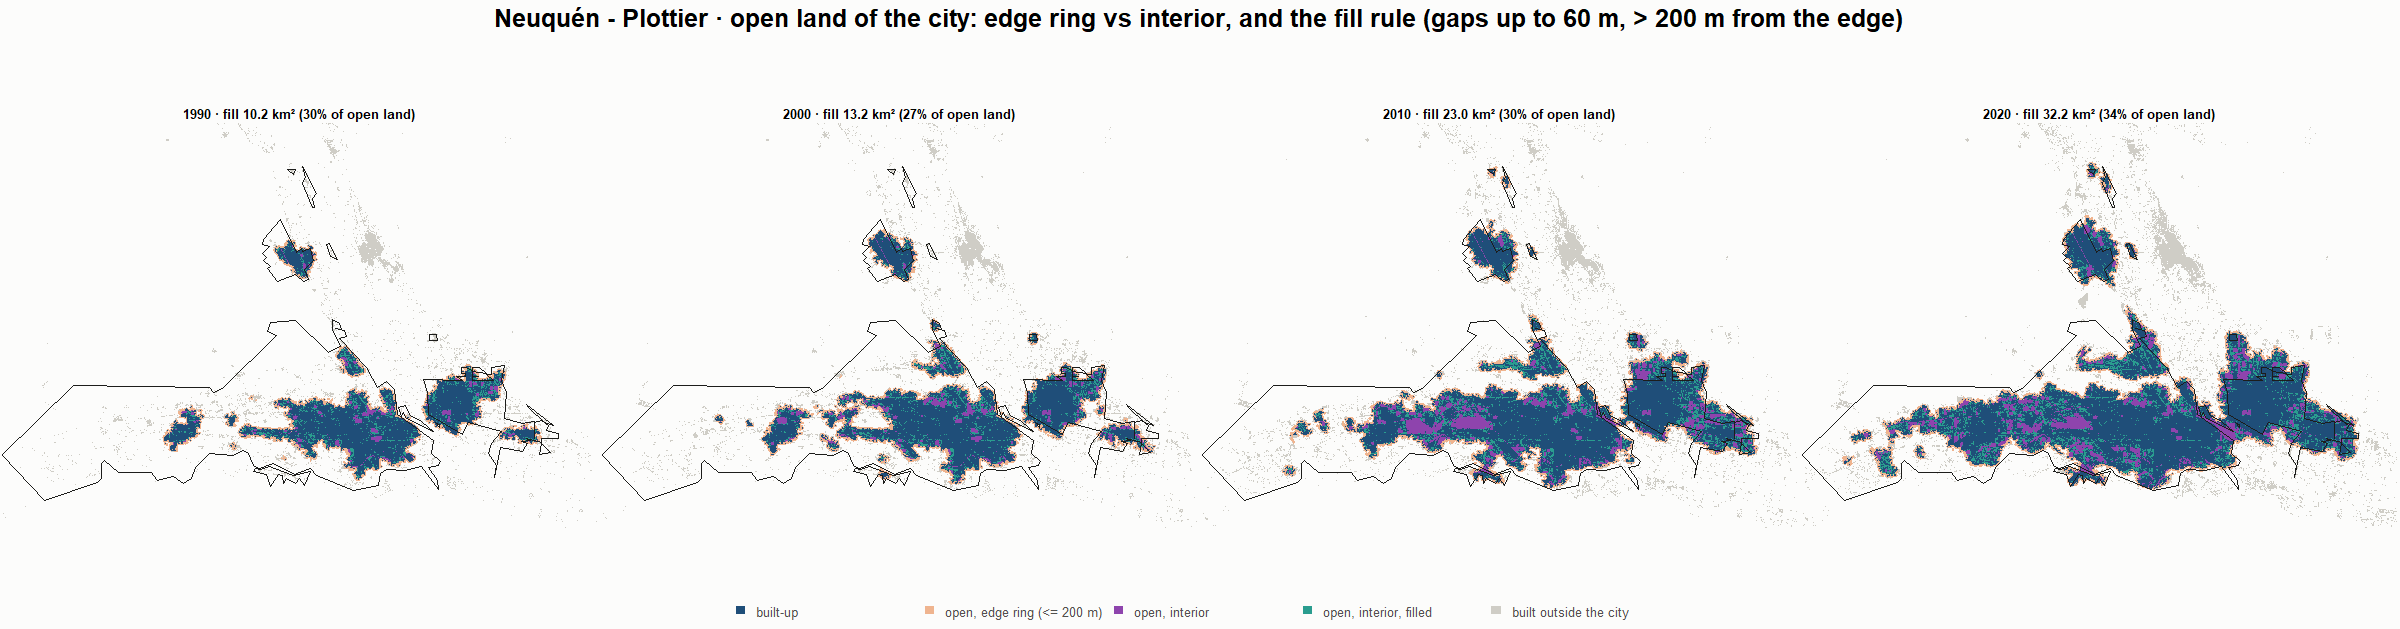 Neuquén - Plottier · open land of the city: edge ring vs interior, and the fill rule (gaps up to 60 m, > 200 m from the edge)
1990 · fill 10.2 km² (30% of open land)
2000 · fill 13.2 km² (27% of open land)
2010 · fill 23.0 km² (30% of open land)
2020 · fill 32.2 km² (34% of open land)
built-up
open, edge ring (<= 200 m)
open, interior
open, interior, filled
built outside the city